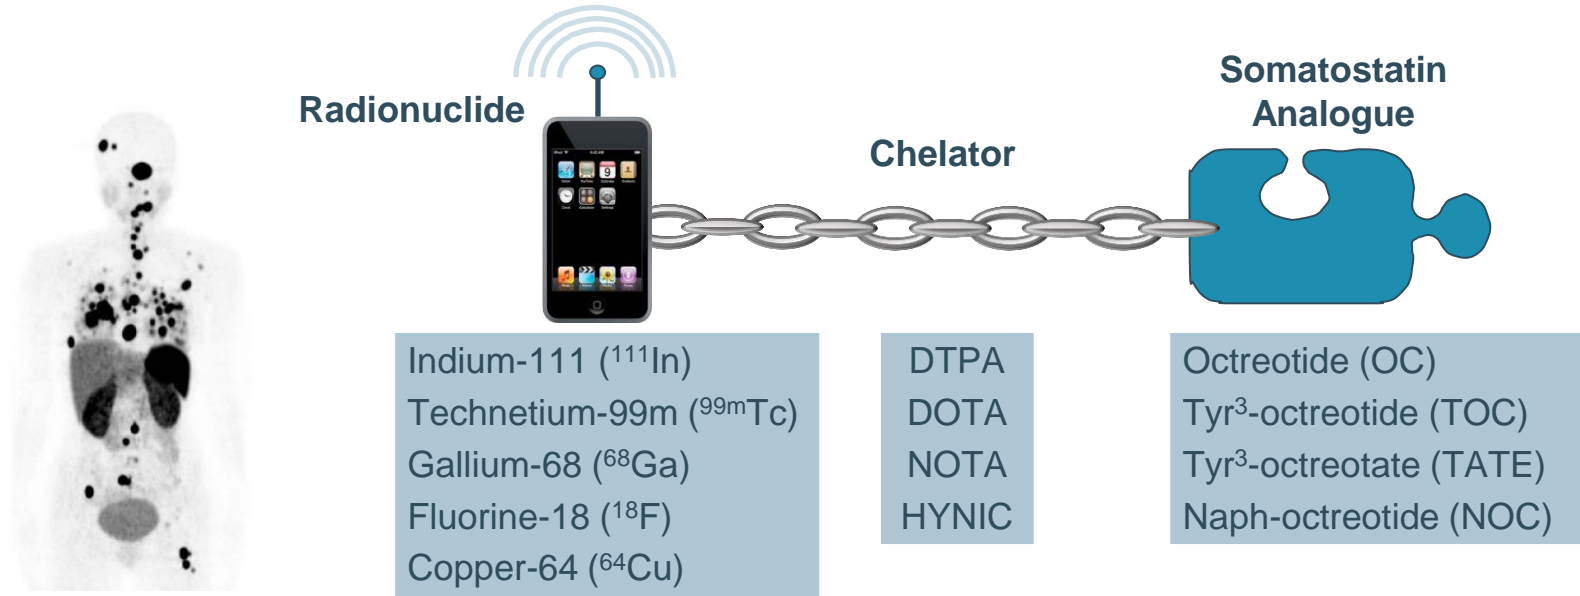 Radionuclide
Chelator
Somatostatin
Analogue
9
Indium-111 (¹¹¹In)
Technetium-99m (⁹⁹ᵐTc)
Gallium-68 (⁶⁸Ga)
Fluorine-18 (¹⁸F)
Copper-64 (⁶⁴Cu)
DTPA
DOTA
NOTA
HYNIC
Octreotide (OC)
Tyr³-octreotide (TOC)
Tyr³-octreotate (TATE)
Naph-octreotide (NOC)